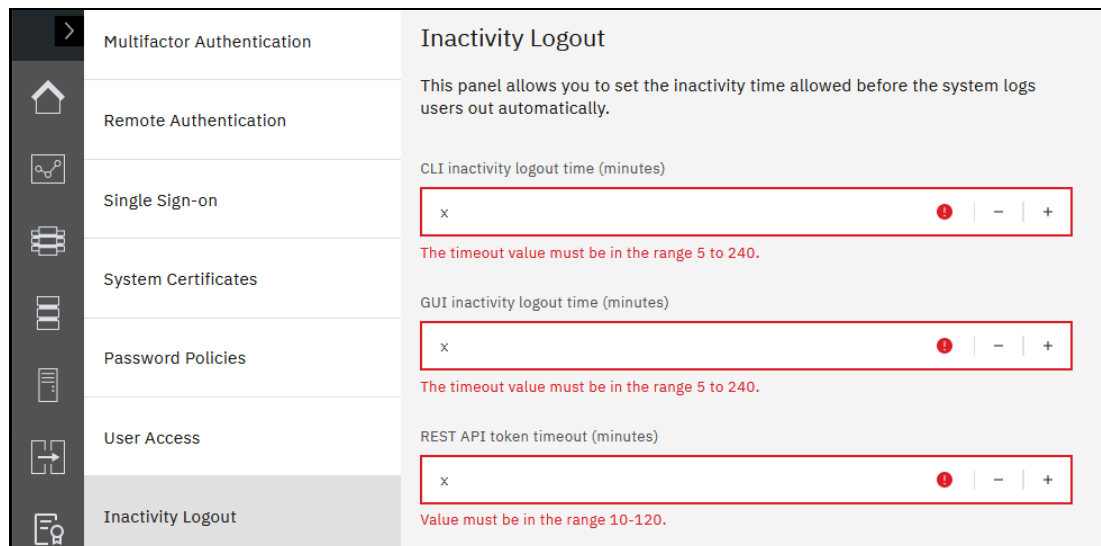 Multifactor Authentication
Remote Authentication
Single Sign-on
System Certificates
Password Policies
User Access
Inactivity Logout
Inactivity Logout
This panel allows you to set the inactivity time allowed before the system logs
users out automatically.
CLI inactivity logout time (minutes)
x
The timeout value must be in the range 5 to 240.
GUI inactivity logout time (minutes)
x
The timeout value must be in the range 5 to 240.
REST API token timeout (minutes)
x
Value must be in the range 10-120.